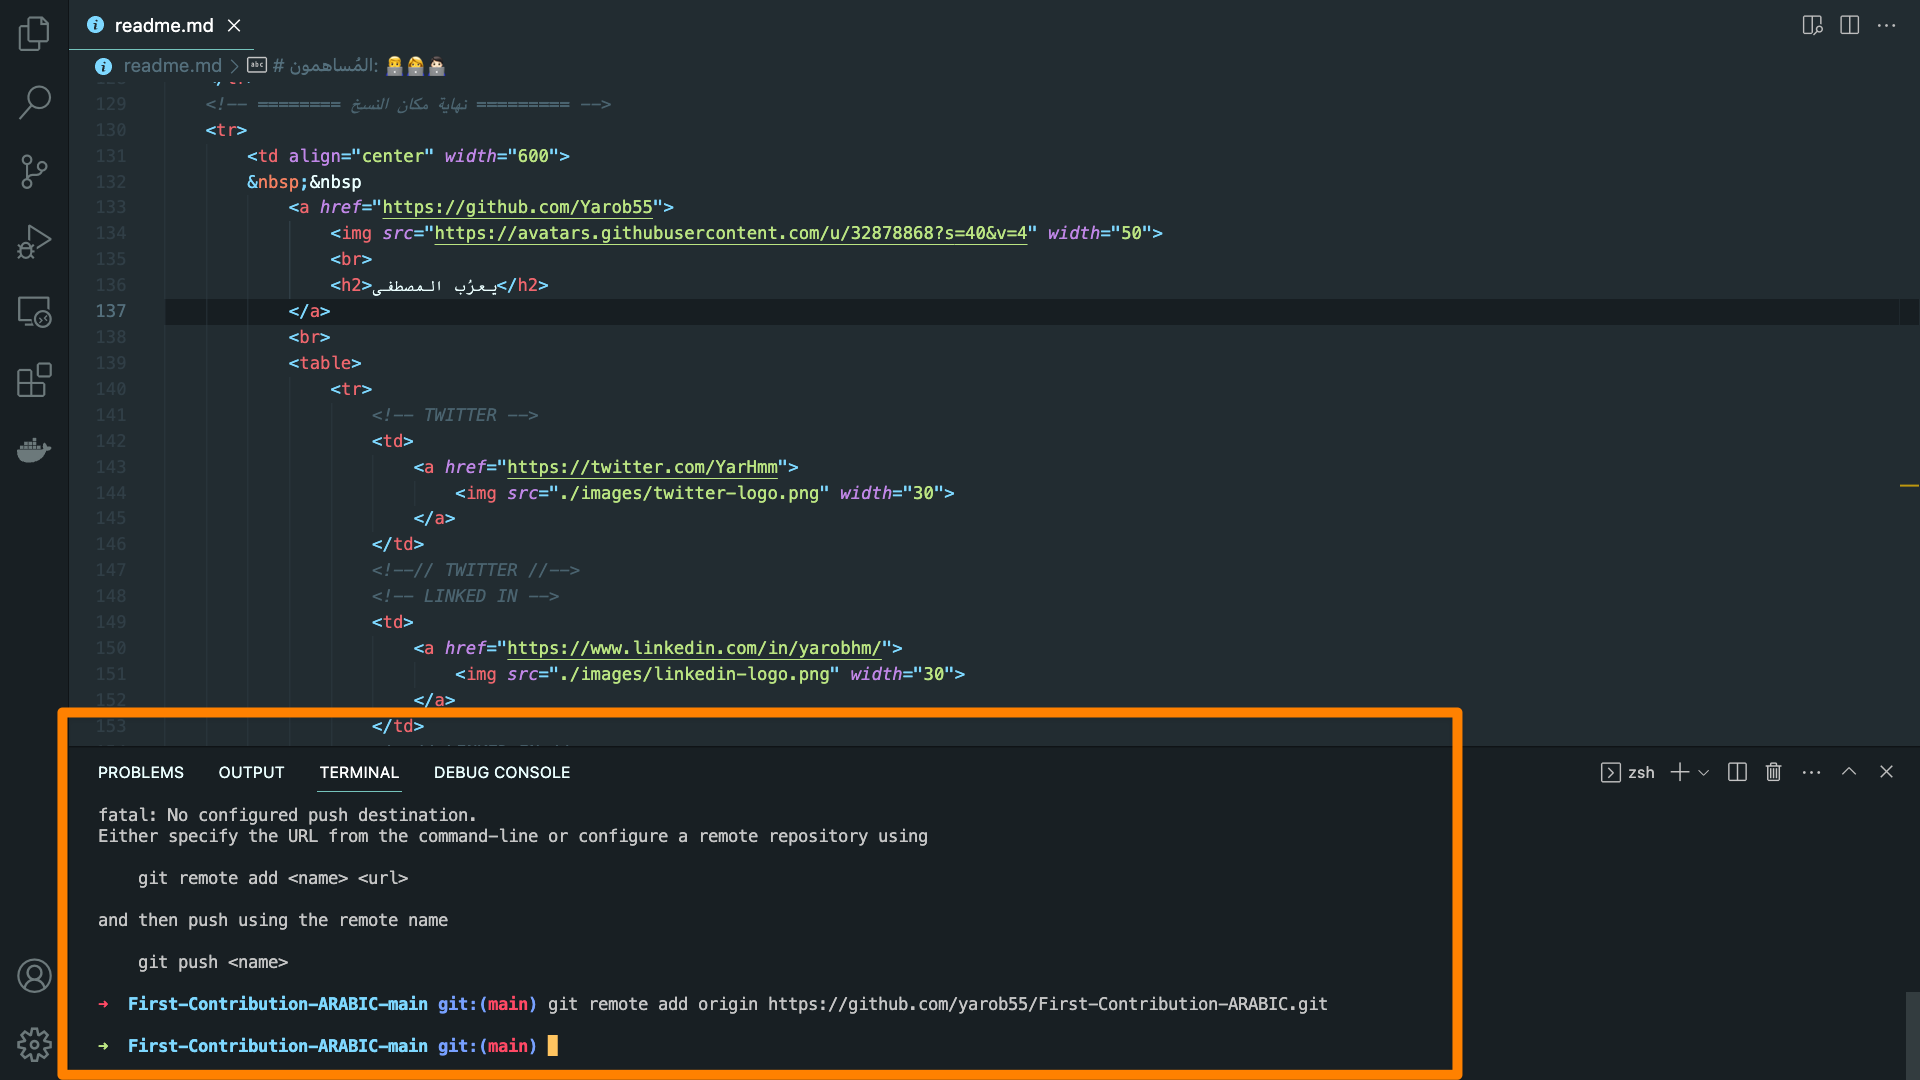 readme.md
readme.md > # المُساهمون:
129 <!-- ======== نهاية مكان النسخ ========= -->
130 <tr>
131 <td align="center" width="600">
132 &nbsp;&nbsp
133 <a href="https://github.com/Yarob55">
134 <img src="https://avatars.githubusercontent.com/u/32878868?s=40&v=4" width="50">
135 <br>
136 <h2>يعرُب المصطفى</h2>
137 </a>
138 <br>
139 <table>
140 <tr>
141 <!-- TWITTER -->
142 <td>
143 <a href="https://twitter.com/YarHmm">
144 <img src="./images/twitter-logo.png" width="30">
145 </a>
146 </td>
147 <!--// TWITTER //-->
148 <!-- LINKED IN -->
149 <td>
150 <a href="https://www.linkedin.com/in/yarobhm/">
151 <img src="./images/linkedin-logo.png" width="30">
152 </a>
153 </td>
PROBLEMS OUTPUT TERMINAL DEBUG CONSOLE zsh
fatal: No configured push destination.
Either specify the URL from the command-line or configure a remote repository using
git remote add <name> <url>
and then push using the remote name
git push <name>
➜ First-Contribution-ARABIC-main git:(main) git remote add origin https://github.com/yarob55/First-Contribution-ARABIC.git
➜ First-Contribution-ARABIC-main git:(main)